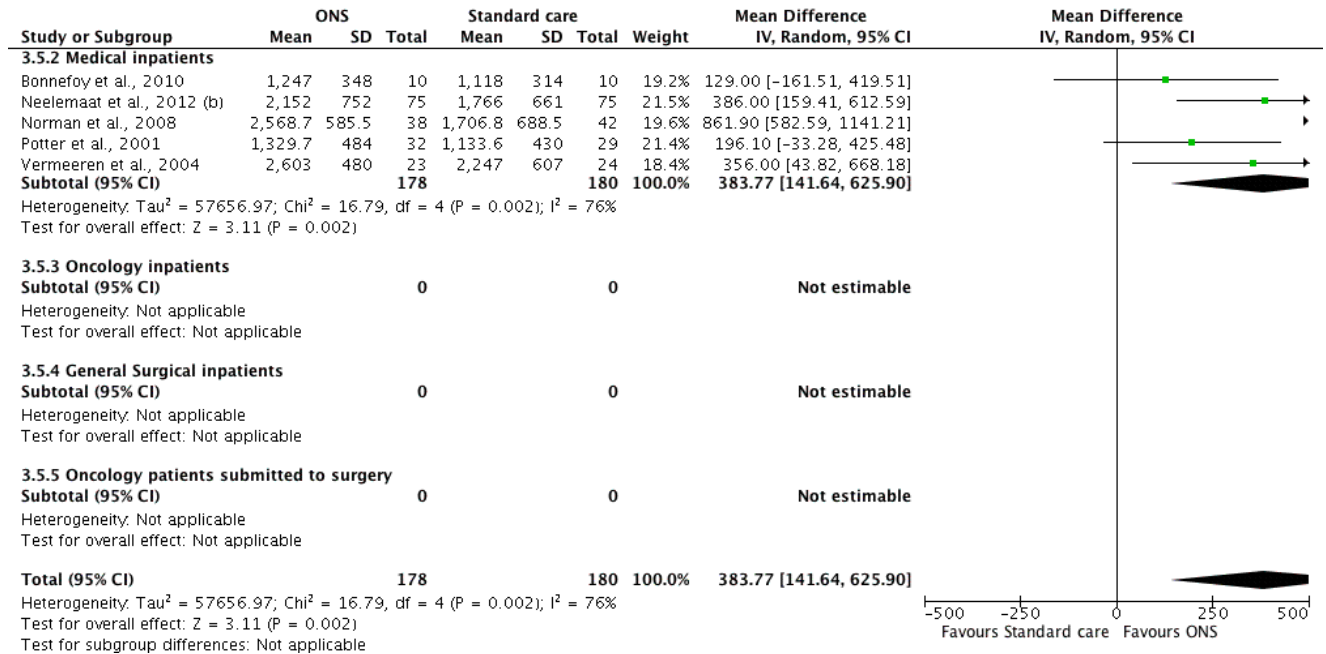 ONS Standard care Mean Difference Mean Difference
Study or Subgroup Mean SD Total Mean SD Total Weight IV, Random, 95% CI IV, Random, 95% CI
3.5.2 Medical inpatients
Bonnefoy et al., 2010 1,247 348 10 1,118 314 10 19.2% 129.00 [-161.51, 419.51]
Neelemaat et al., 2012 (b) 2,152 752 75 1,766 661 75 21.5% 386.00 [159.41, 612.59]
Norman et al., 2008 2,568.7 585.5 38 1,706.8 688.5 42 19.6% 861.90 [582.59, 1141.21]
Potter et al., 2001 1,329.7 484 32 1,133.6 430 29 21.4% 196.10 [-33.28, 425.48]
Vermeeren et al., 2004 2,603 480 23 2,247 607 24 18.4% 356.00 [43.82, 668.18]
Subtotal (95% CI) 178 180 100.0% 383.77 [141.64, 625.90]
Heterogeneity: Tau² = 57656.97; Chi² = 16.79, df = 4 (P = 0.002); I² = 76%
Test for overall effect: Z = 3.11 (P = 0.002)
3.5.3 Oncology inpatients
Subtotal (95% CI) 0 0 Not estimable
Heterogeneity: Not applicable
Test for overall effect: Not applicable
3.5.4 General Surgical inpatients
Subtotal (95% CI) 0 0 Not estimable
Heterogeneity: Not applicable
Test for overall effect: Not applicable
3.5.5 Oncology patients submitted to surgery
Subtotal (95% CI) 0 0 Not estimable
Heterogeneity: Not applicable
Test for overall effect: Not applicable
Total (95% CI) 178 180 100.0% 383.77 [141.64, 625.90]
Heterogeneity: Tau² = 57656.97; Chi² = 16.79, df = 4 (P = 0.002); I² = 76%
Test for overall effect: Z = 3.11 (P = 0.002)
Test for subgroup differences: Not applicable
-500 -250 0 250 500
Favours Standard care Favours ONS